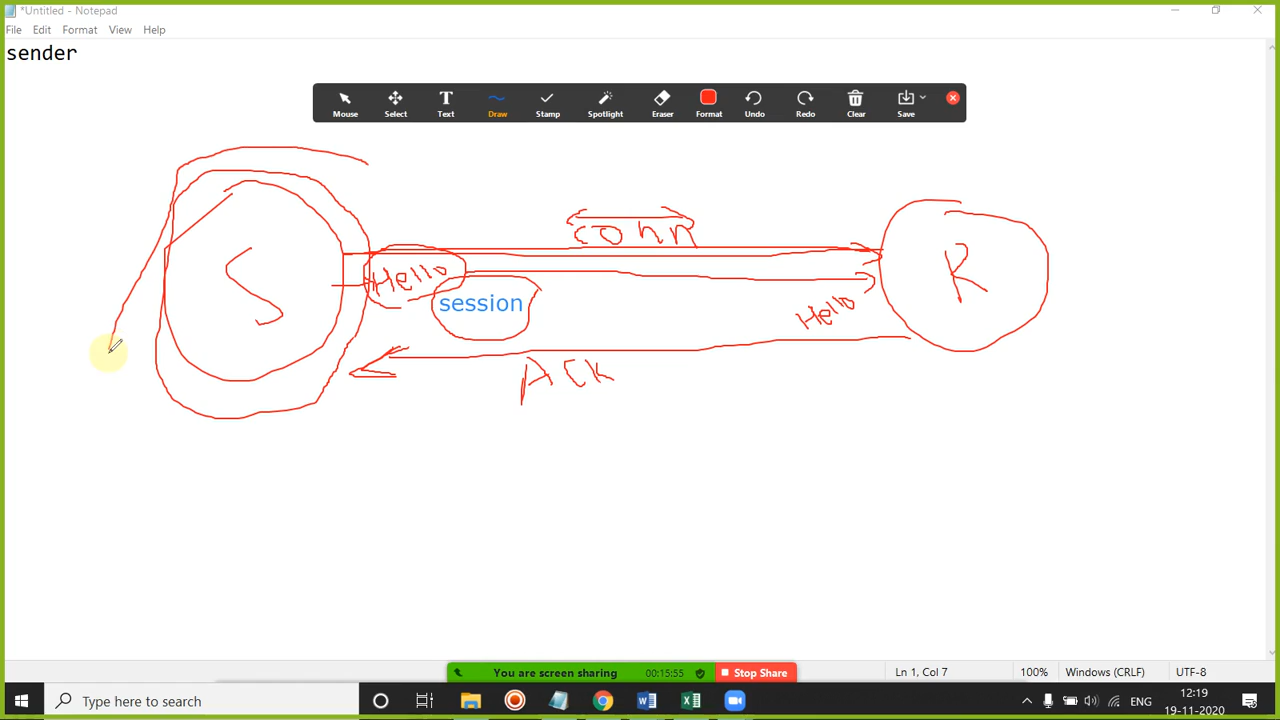 *Untitled - Notepad
File Edit Format View Help
sender
Mouse Select Text Draw Stamp Spotlight Eraser Format Undo Redo Clear Save
conn
S
R
Hello
session
Hello
ACK
You are screen sharing 00:15:55 Stop Share
Ln 1, Col 7 100% Windows (CRLF) UTF-8
Type here to search
ENG
12:19
19-11-2020